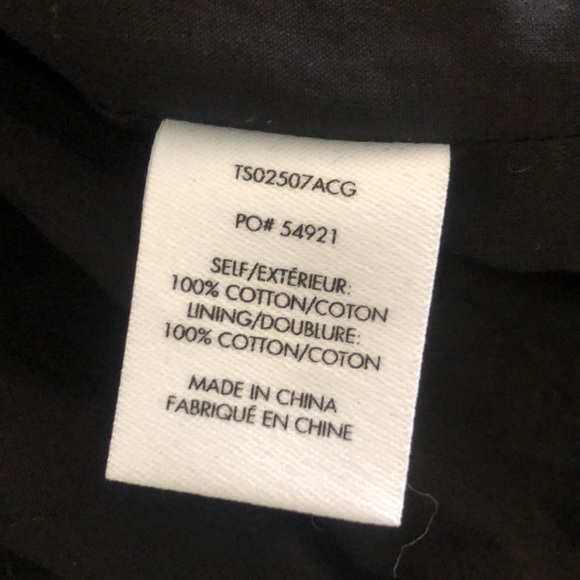 TS02507ACG
PO# 54921
SELF/EXTÉRIEUR:
100% COTTON/COTON
LINING/DOUBLURE:
100% COTTON/COTON
MADE IN CHINA
FABRIQUÉ EN CHINE